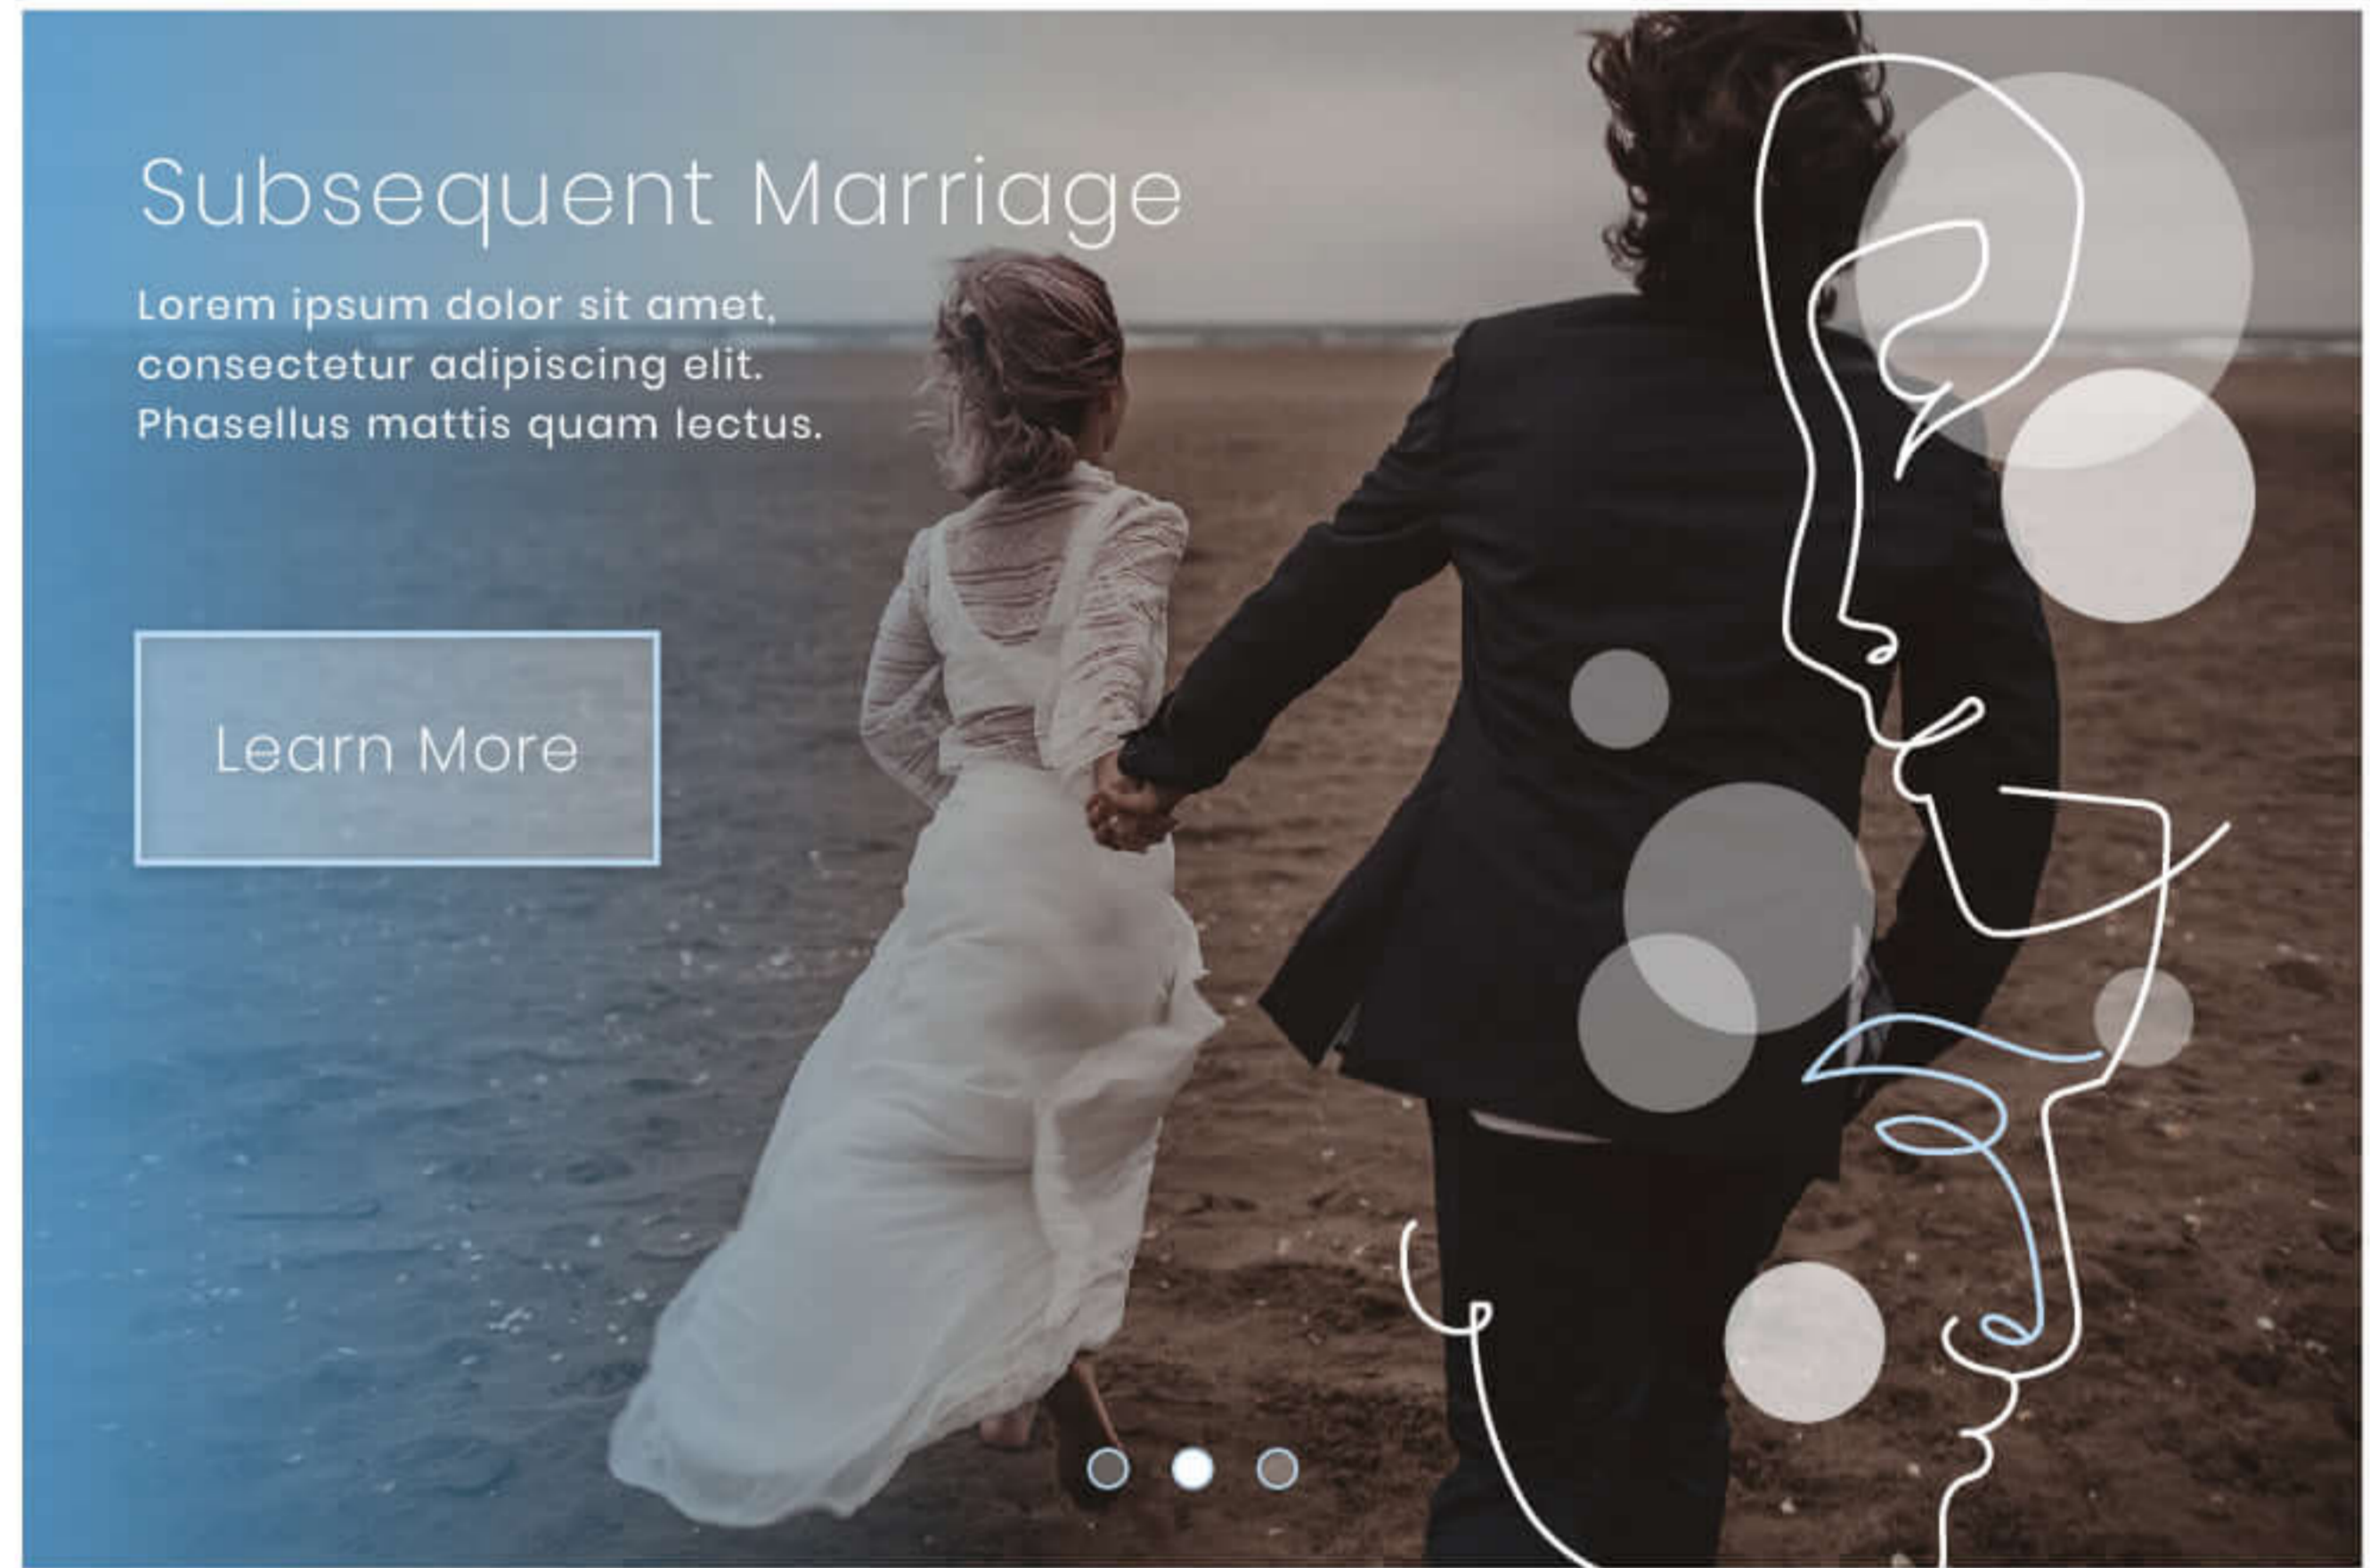 Subsequent Marriage
Lorem ipsum dolor sit amet,
consectetur adipiscing elit.
Phasellus mattis quam lectus.
Learn More